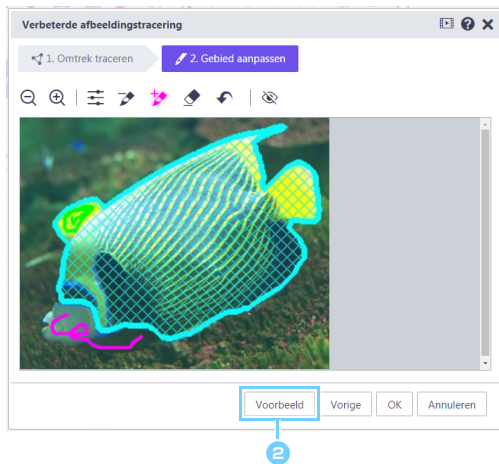 Verbeterde afbeeldingstracering
1. Omtrek traceren
2. Gebied aanpassen
Voorbeeld
Vorige
OK
Annuleren
2